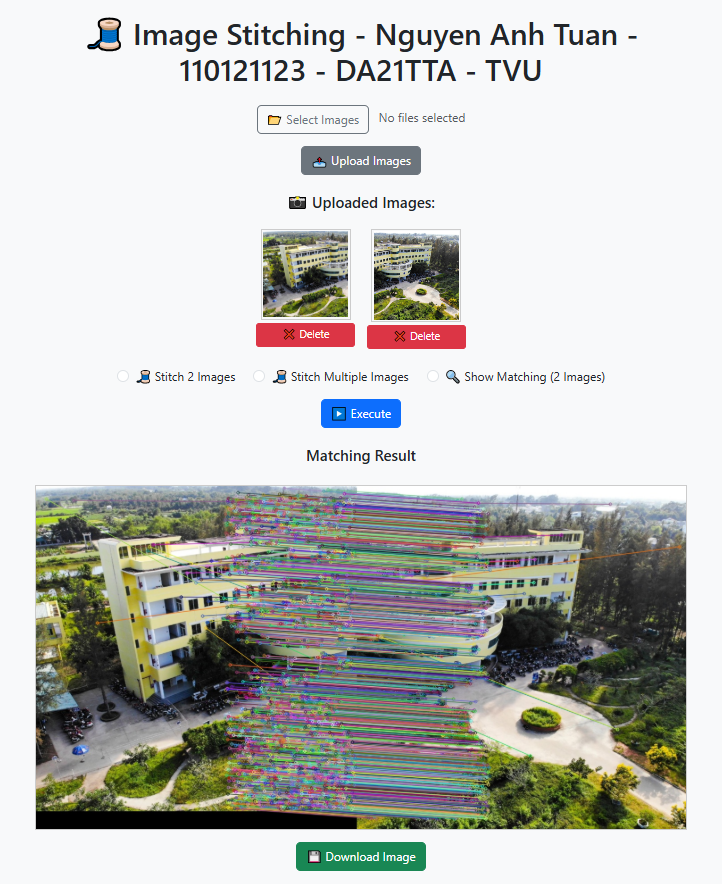 Image Stitching - Nguyen Anh Tuan -
110121123 - DA21TTA - TVU
Select Images No files selected
Upload Images
Uploaded Images:
Delete Delete
Stitch 2 Images Stitch Multiple Images Show Matching (2 Images)
Execute
Matching Result
Download Image